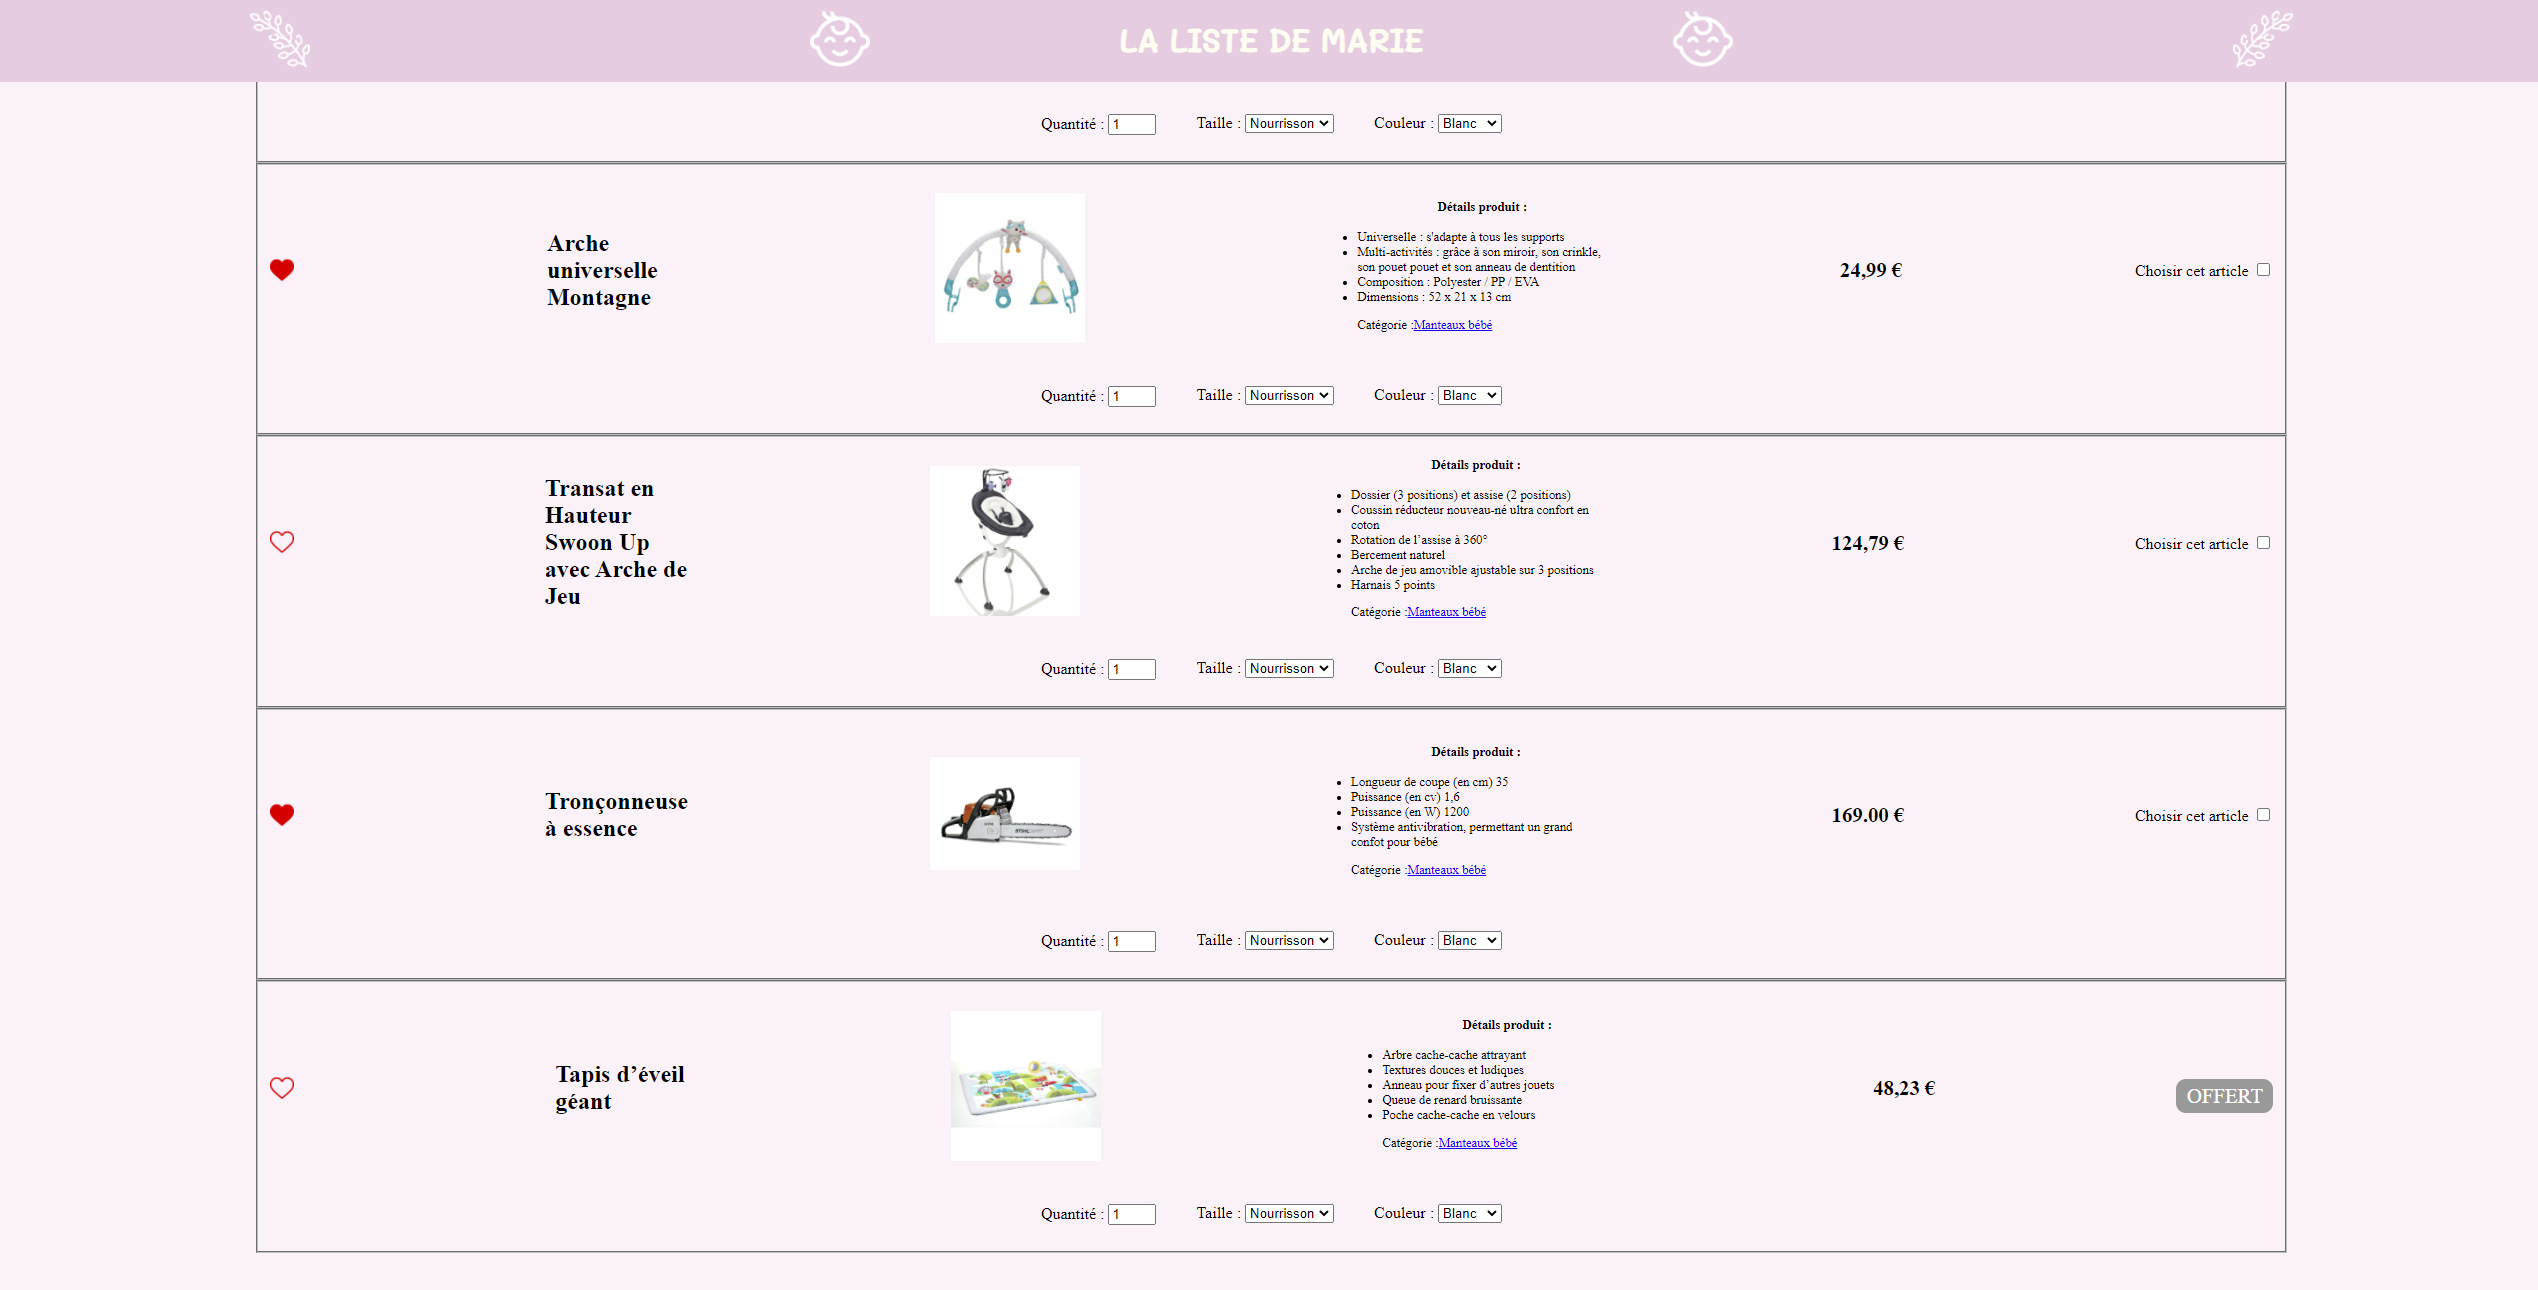 LA LISTE DE MARIE
Quantité : 1 Taille : Nourrisson Couleur : Blanc
Arche
universelle
Montagne
Détails produit :
Universelle : s'adapte à tous les supports
Multi-activités : grâce à son miroir, son crinkle,
son pouet pouet et son anneau de dentition
Composition : Polyester / PP / EVA
Dimensions : 52 x 21 x 13 cm
Catégorie :Manteaux bébé
24,99 €
Choisir cet article
Quantité : 1 Taille : Nourrisson Couleur : Blanc
Transat en
Hauteur
Swoon Up
avec Arche de
Jeu
Détails produit :
Dossier (3 positions) et assise (2 positions)
Coussin réducteur nouveau-né ultra confort en
coton
Rotation de l’assise à 360°
Bercement naturel
Arche de jeu amovible ajustable sur 3 positions
Harnais 5 points
Catégorie :Manteaux bébé
124,79 €
Choisir cet article
Quantité : 1 Taille : Nourrisson Couleur : Blanc
Tronçonneuse
à essence
STIHL
Détails produit :
Longueur de coupe (en cm) 35
Puissance (en cv) 1,6
Puissance (en W) 1200
Système antivibration, permettant un grand
confot pour bébé
Catégorie :Manteaux bébé
169.00 €
Choisir cet article
Quantité : 1 Taille : Nourrisson Couleur : Blanc
Tapis d’éveil
géant
Détails produit :
Arbre cache-cache attrayant
Textures douces et ludiques
Anneau pour fixer d’autres jouets
Queue de renard bruissante
Poche cache-cache en velours
Catégorie :Manteaux bébé
48,23 €
OFFERT
Quantité : 1 Taille : Nourrisson Couleur : Blanc